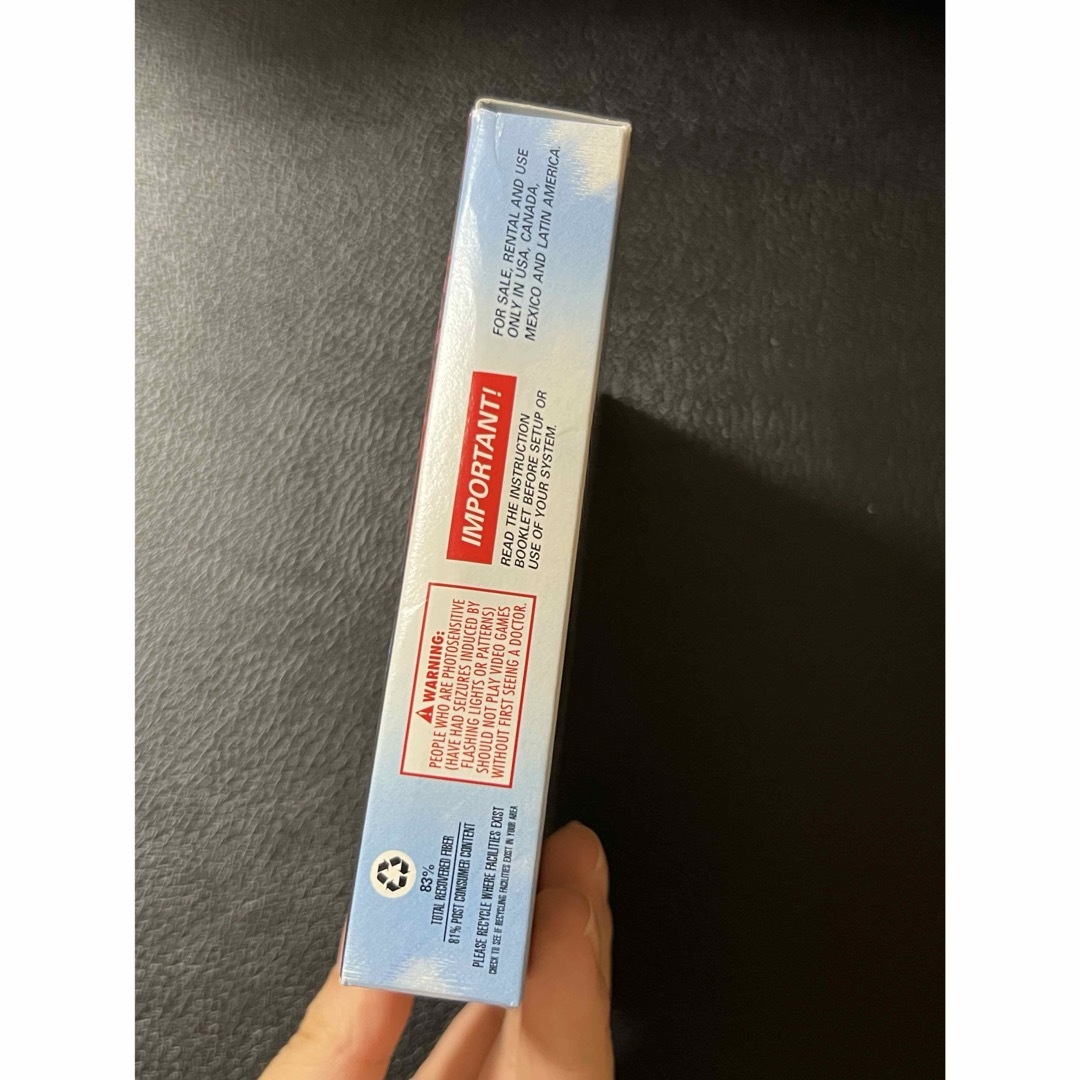 83%
TOTAL RECOVERED FIBER
81% POST CONSUMER CONTENT
PLEASE RECYCLE WHERE FACILITIES EXIST
CHECK TO SEE IF RECYCLING FACILITIES EXIST IN YOUR AREA
WARNING:
PEOPLE WHO ARE PHOTOSENSITIVE
(HAVE HAD SEIZURES INDUCED BY
FLASHING LIGHTS OR PATTERNS)
SHOULD NOT PLAY VIDEO GAMES
WITHOUT FIRST SEEING A DOCTOR.
IMPORTANT!
READ THE INSTRUCTION
BOOKLET BEFORE SETUP OR
USE OF YOUR SYSTEM.
FOR SALE, RENTAL AND USE
ONLY IN USA, CANADA,
MEXICO AND LATIN AMERICA.